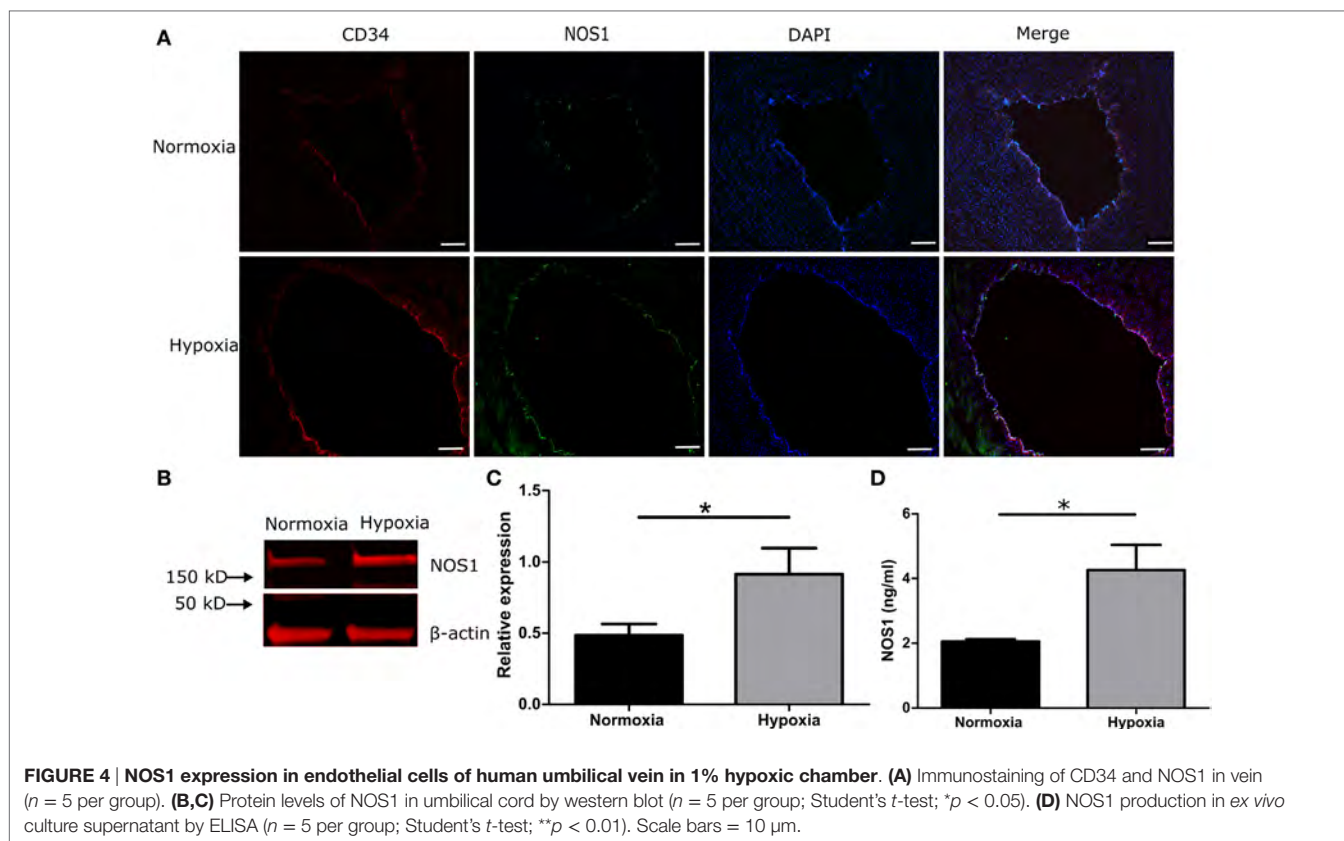 A
CD34 NOS1 DAPI Merge
Normoxia
Hypoxia
B
Normoxia Hypoxia
NOS1
150 kD
50 kD
β-actin
C
*
Relative expression
1.5
1.0
0.5
0.0
Normoxia Hypoxia
D
*
NOS1 (ng/ml)
6
4
2
0
Normoxia Hypoxia
FIGURE 4 | NOS1 expression in endothelial cells of human umbilical vein in 1% hypoxic chamber. (A) Immunostaining of CD34 and NOS1 in vein
(n = 5 per group). (B,C) Protein levels of NOS1 in umbilical cord by western blot (n = 5 per group; Student's t-test; *p < 0.05). (D) NOS1 production in ex vivo
culture supernatant by ELISA (n = 5 per group; Student's t-test; **p < 0.01). Scale bars = 10 μm.